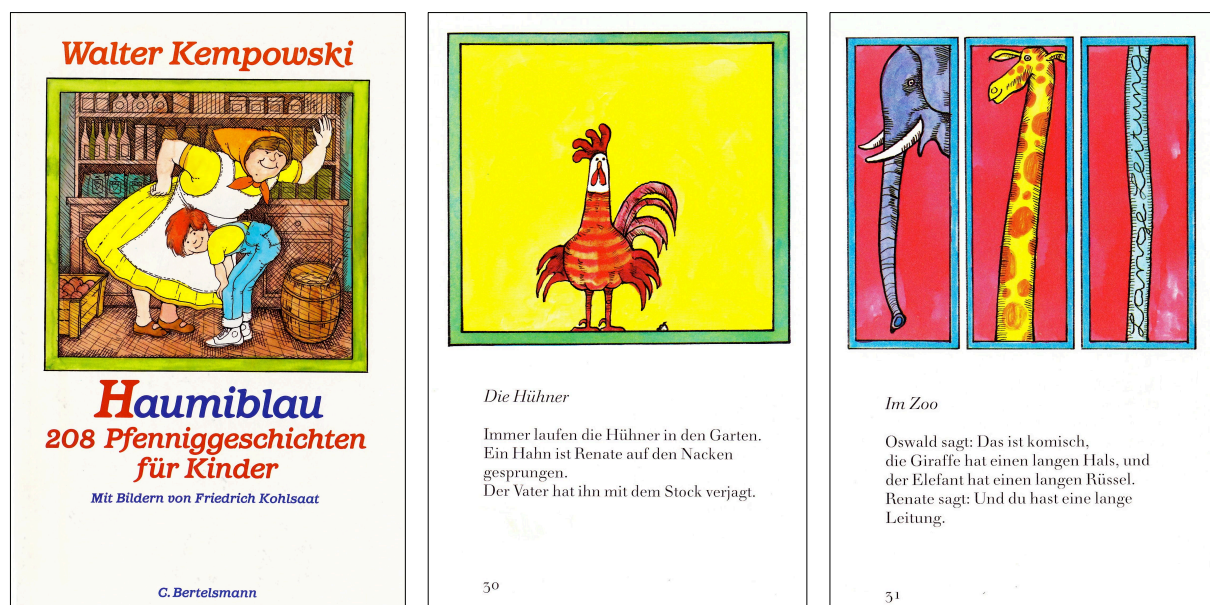 Walter Kempowski
Haumiblau
208 Pfenniggeschichten
für Kinder
Mit Bildern von Friedrich Kohlsaat
C. Bertelsmann
Die Hühner
Immer laufen die Hühner in den Garten.
Ein Hahn ist Renate auf den Nacken
gesprungen.
Der Vater hat ihn mit dem Stock verjagt.
30
Lange Leitung
Im Zoo
Oswald sagt: Das ist komisch,
die Giraffe hat einen langen Hals, und
der Elefant hat einen langen Rüssel.
Renate sagt: Und du hast eine lange
Leitung.
31